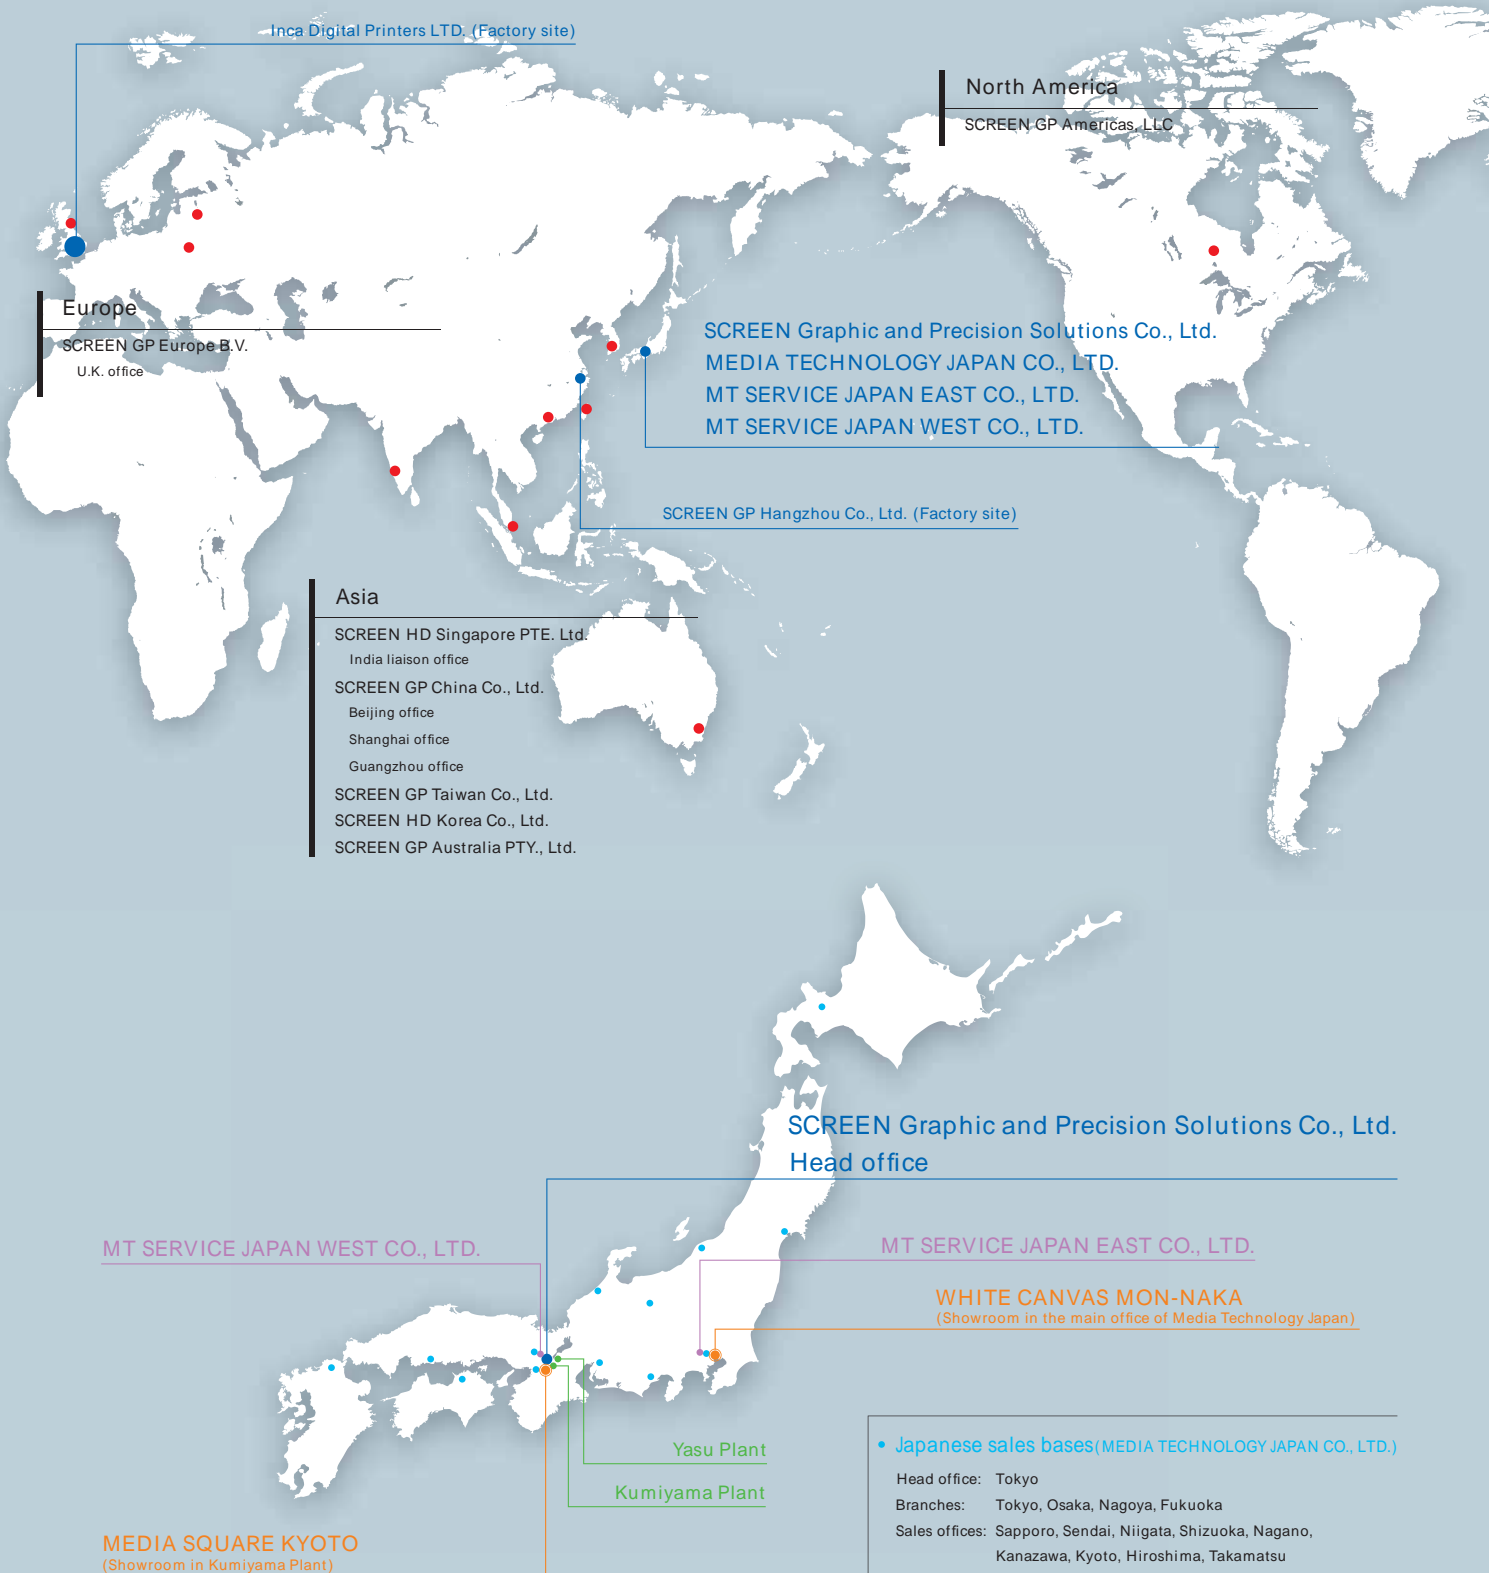 Inca Digital Printers LTD. (Factory site)
North America
SCREEN GP Americas, LLC
Europe
SCREEN GP Europe B.V.
U.K. office
SCREEN Graphic and Precision Solutions Co., Ltd.
MEDIA TECHNOLOGY JAPAN CO., LTD.
MT SERVICE JAPAN EAST CO., LTD.
MT SERVICE JAPAN WEST CO., LTD.
SCREEN GP Hangzhou Co., Ltd. (Factory site)
Asia
SCREEN HD Singapore PTE. Ltd.
India liaison office
SCREEN GP China Co., Ltd.
Beijing office
Shanghai office
Guangzhou office
SCREEN GP Taiwan Co., Ltd.
SCREEN HD Korea Co., Ltd.
SCREEN GP Australia PTY., Ltd.
SCREEN Graphic and Precision Solutions Co., Ltd.
Head office
MT SERVICE JAPAN WEST CO., LTD.
MT SERVICE JAPAN EAST CO., LTD.
WHITE CANVAS MON-NAKA
(Showroom in the main office of Media Technology Japan)
Yasu Plant
Kumiyama Plant
MEDIA SQUARE KYOTO
(Showroom in Kumiyama Plant)
• Japanese sales bases(MEDIA TECHNOLOGY JAPAN CO., LTD.)
Head office: Tokyo
Branches: Tokyo, Osaka, Nagoya, Fukuoka
Sales offices: Sapporo, Sendai, Niigata, Shizuoka, Nagano,
Kanazawa, Kyoto, Hiroshima, Takamatsu